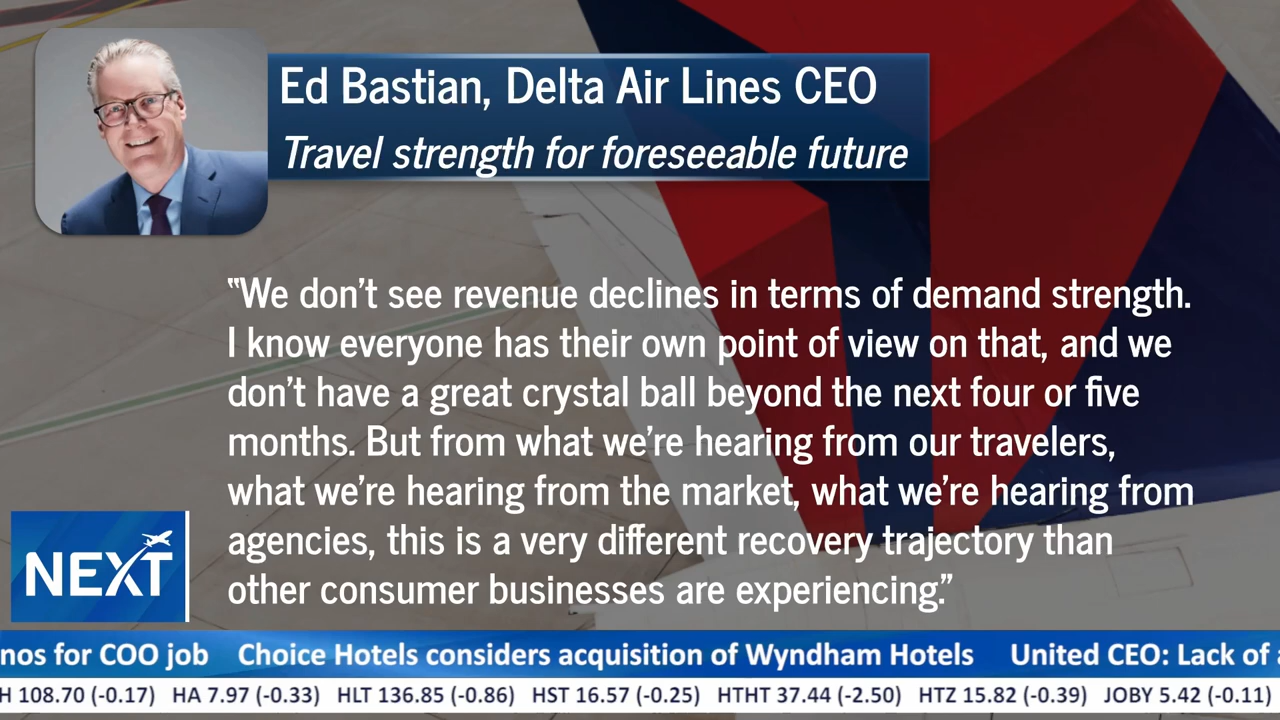 Ed Bastian, Delta Air Lines CEO
Travel strength for foreseeable future
“We don’t see revenue declines in terms of demand strength.
I know everyone has their own point of view on that, and we
don’t have a great crystal ball beyond the next four or five
months. But from what we’re hearing from our travelers,
what we’re hearing from the market, what we’re hearing from
agencies, this is a very different recovery trajectory than
other consumer businesses are experiencing.”
NEXT
nos for COO job Choice Hotels considers acquisition of Wyndham Hotels United CEO: Lack of
H 108.70 (-0.17) HA 7.97 (-0.33) HLT 136.85 (-0.86) HST 16.57 (-0.25) HTHT 37.44 (-2.50) HTZ 15.82 (-0.39) JOBY 5.42 (-0.11)